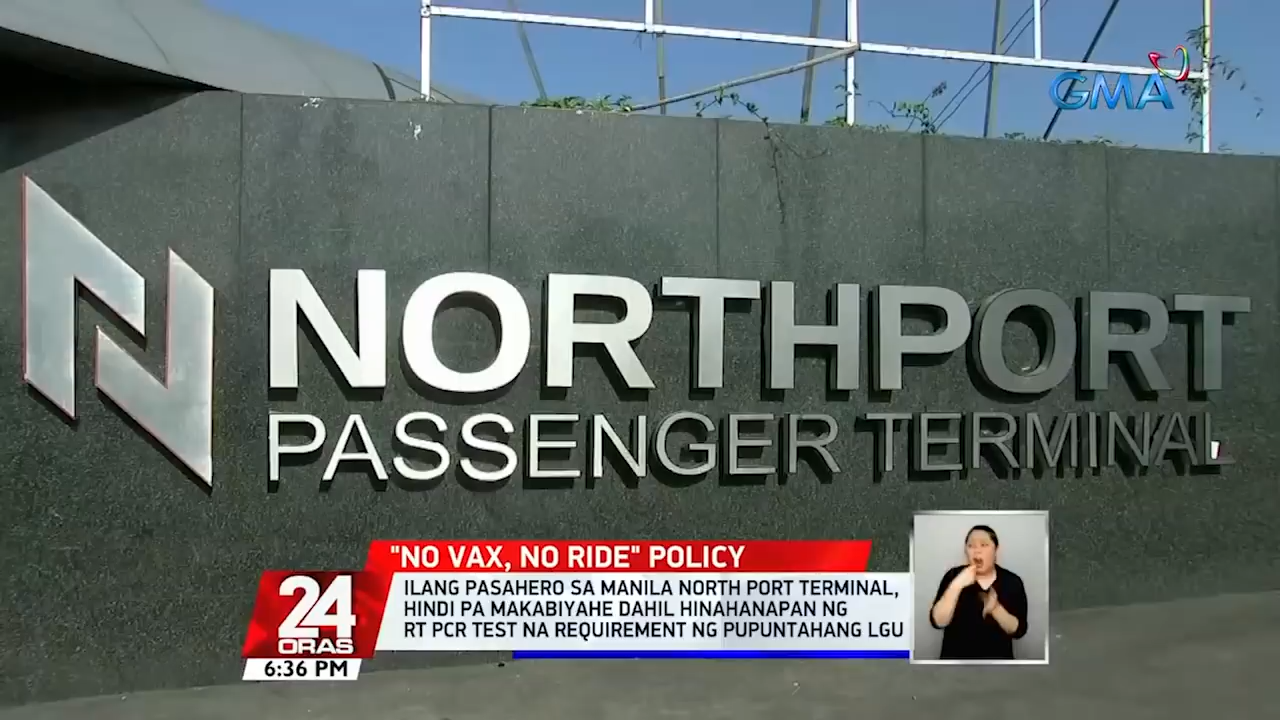 GMA
NORTHPORT
PASSENGER TERMINAL
"NO VAX, NO RIDE" POLICY
ILANG PASAHERO SA MANILA NORTH PORT TERMINAL,
HINDI PA MAKABIYAHE DAHIL HINAHANAPAN NG
RT PCR TEST NA REQUIREMENT NG PUPUNTAHANG LGU
24
ORAS
6:36 PM